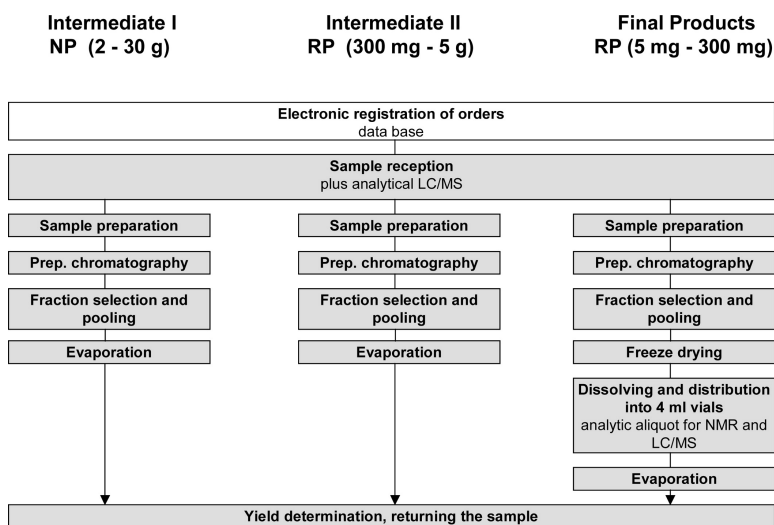 Intermediate I
NP (2 - 30 g)
Intermediate II
RP (300 mg - 5 g)
Final Products
RP (5 mg - 300 mg)
Electronic registration of orders
data base
Sample reception
plus analytical LC/MS
Sample preparation
Prep. chromatography
Fraction selection and
pooling
Evaporation
Sample preparation
Prep. chromatography
Fraction selection and
pooling
Evaporation
Sample preparation
Prep. chromatography
Fraction selection and
pooling
Freeze drying
Dissolving and distribution
into 4 ml vials
analytic aliquot for NMR and
LC/MS
Evaporation
Yield determination, returning the sample